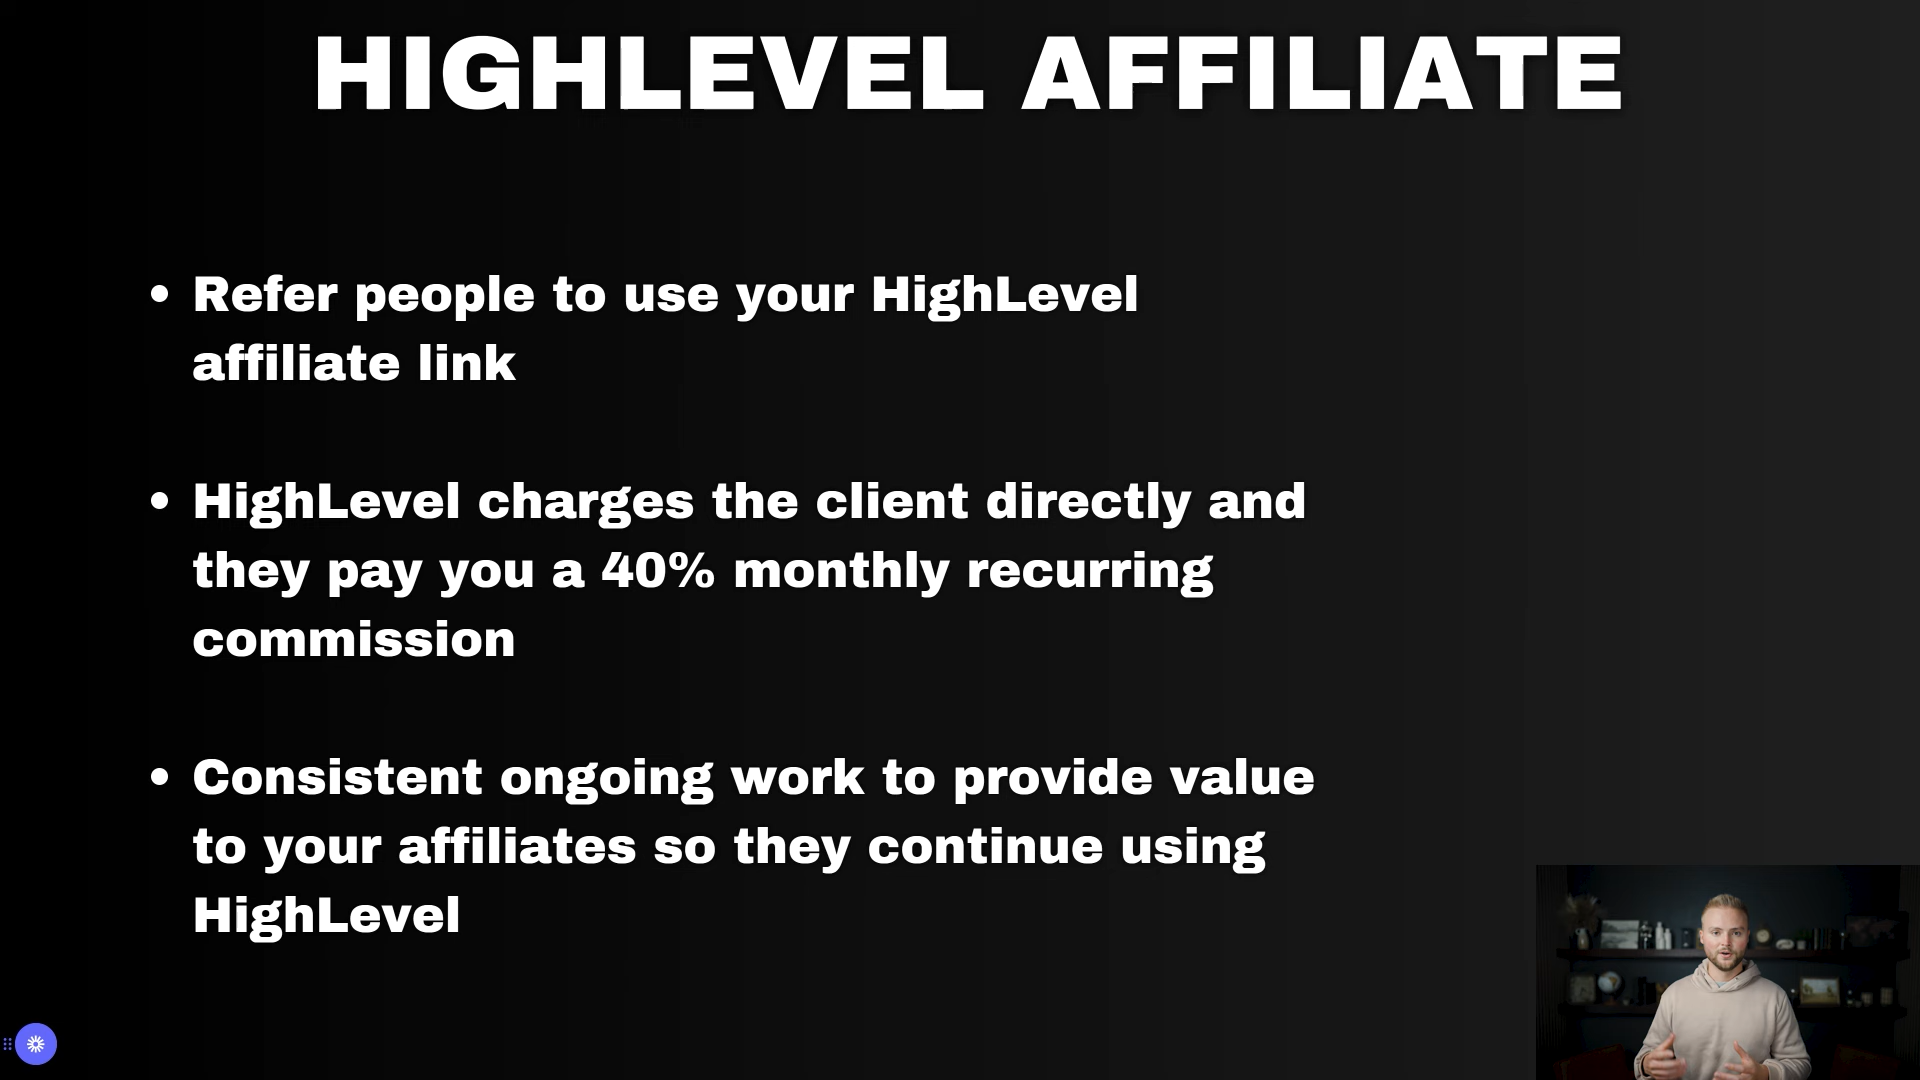 HIGHLEVEL AFFILIATE
• Refer people to use your HighLevel
affiliate link
• HighLevel charges the client directly and
they pay you a 40% monthly recurring
commission
• Consistent ongoing work to provide value
to your affiliates so they continue using
HighLevel